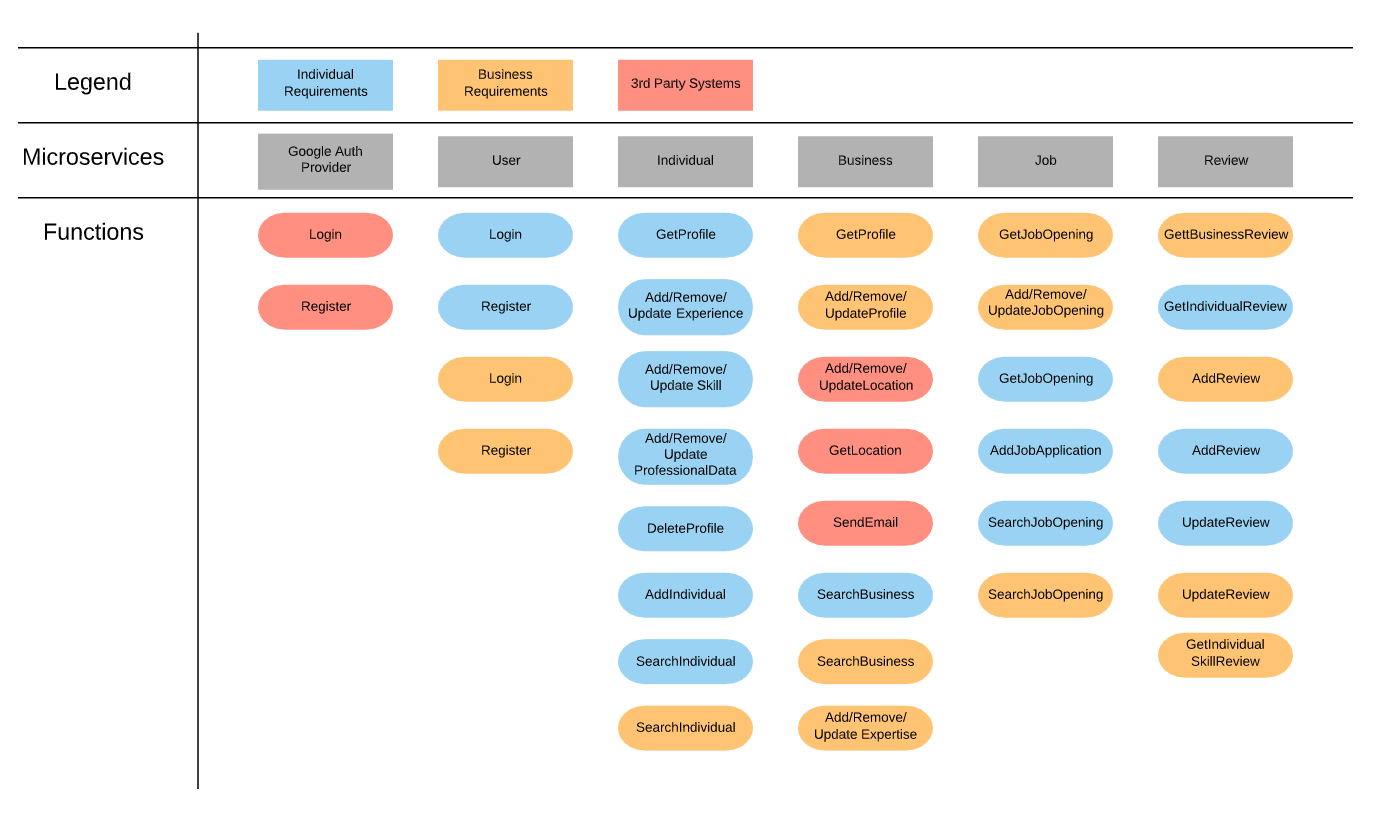 Legend
Individual
Requirements
Business
Requirements
3rd Party Systems
Microservices
Google Auth
Provider
User
Individual
Business
Job
Review
Functions
Login
Login
GetProfile
GetProfile
GetJobOpening
GettBusinessReview
Register
Register
Add/Remove/
Update Experience
Add/Remove/
UpdateProfile
Add/Remove/
UpdateJobOpening
GetIndividualReview
Login
Add/Remove/
Update Skill
Add/Remove/
UpdateLocation
GetJobOpening
AddReview
Register
Add/Remove/
Update
ProfessionalData
GetLocation
AddJobApplication
AddReview
DeleteProfile
SendEmail
SearchJobOpening
UpdateReview
AddIndividual
SearchBusiness
SearchJobOpening
UpdateReview
SearchIndividual
SearchBusiness
GetIndividual
SkillReview
SearchIndividual
Add/Remove/
Update Expertise